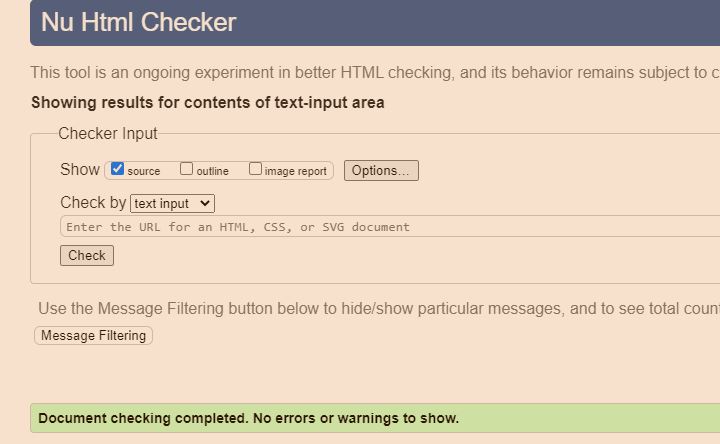 Nu Html Checker
This tool is an ongoing experiment in better HTML checking, and its behavior remains subject to
Showing results for contents of text-input area
Checker Input
Show source outline image report Options...
Check by text input
Enter the URL for an HTML, CSS, or SVG document
Check
Use the Message Filtering button below to hide/show particular messages, and to see total
Message Filtering
Document checking completed. No errors or warnings to show.